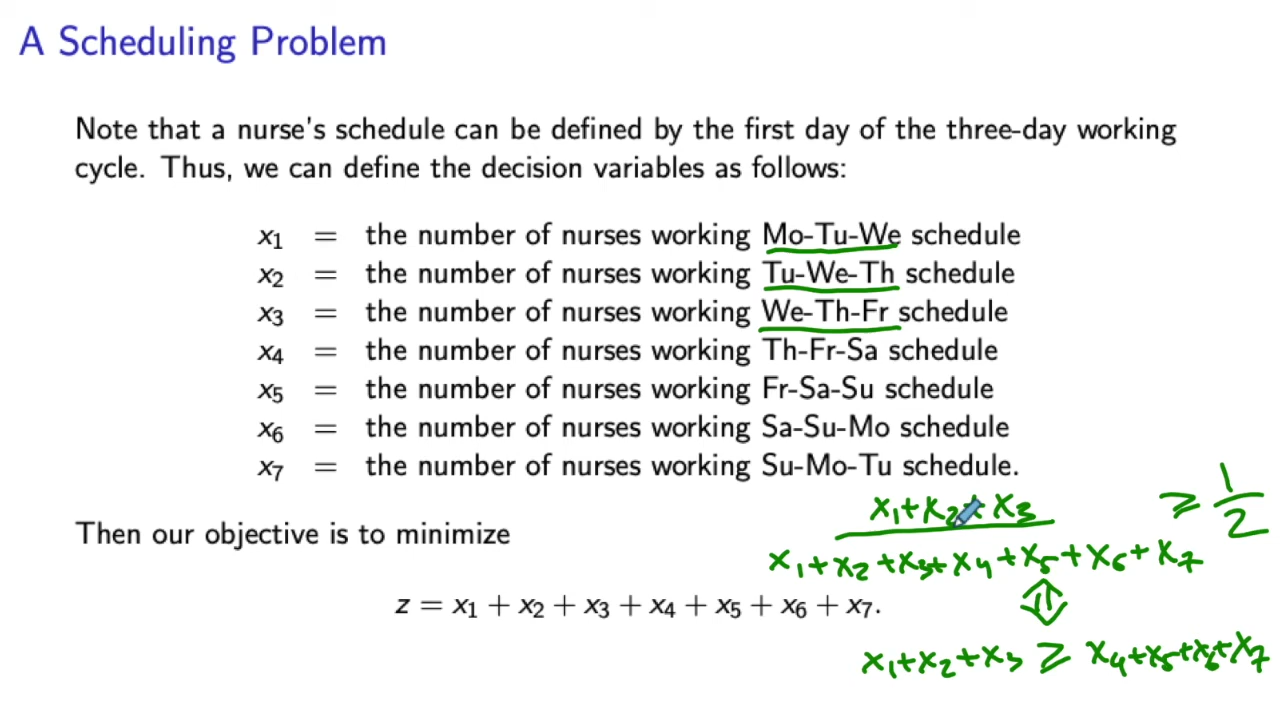 A Scheduling Problem
Note that a nurse's schedule can be defined by the first day of the three-day working
cycle. Thus, we can define the decision variables as follows:
x₁ = the number of nurses working Mo-Tu-We schedule
x₂ = the number of nurses working Tu-We-Th schedule
x₃ = the number of nurses working We-Th-Fr schedule
x₄ = the number of nurses working Th-Fr-Sa schedule
x₅ = the number of nurses working Fr-Sa-Su schedule
x₆ = the number of nurses working Sa-Su-Mo schedule
x₇ = the number of nurses working Su-Mo-Tu schedule.
Then our objective is to minimize
x₁+x₂+x₃ ≥ 1/2
x₁+x₂+x₃+x₄+x₅+x₆+x₇
⇕
z = x₁ + x₂ + x₃ + x₄ + x₅ + x₆ + x₇.
x₁+x₂+x₃ ≥ x₄+x₅+x₆+x₇